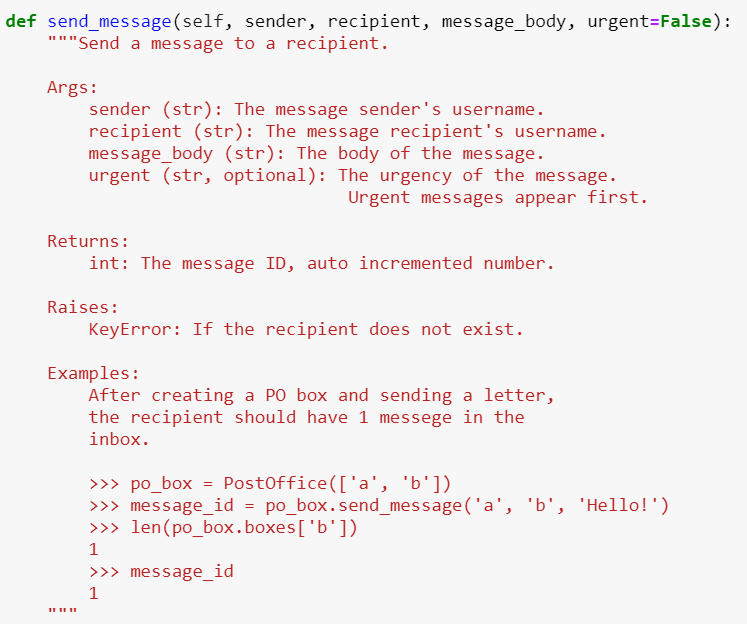 def send_message(self, sender, recipient, message_body, urgent=False):
    """Send a message to a recipient.

    Args:
        sender (str): The message sender's username.
        recipient (str): The message recipient's username.
        message_body (str): The body of the message.
        urgent (str, optional): The urgency of the message.
                                 Urgent messages appear first.

    Returns:
        int: The message ID, auto incremented number.

    Raises:
        KeyError: If the recipient does not exist.

    Examples:
        After creating a PO box and sending a letter,
        the recipient should have 1 messege in the
        inbox.

        >>> po_box = PostOffice(['a', 'b'])
        >>> message_id = po_box.send_message('a', 'b', 'Hello!')
        >>> len(po_box.boxes['b'])
        1
        >>> message_id
        1
    """